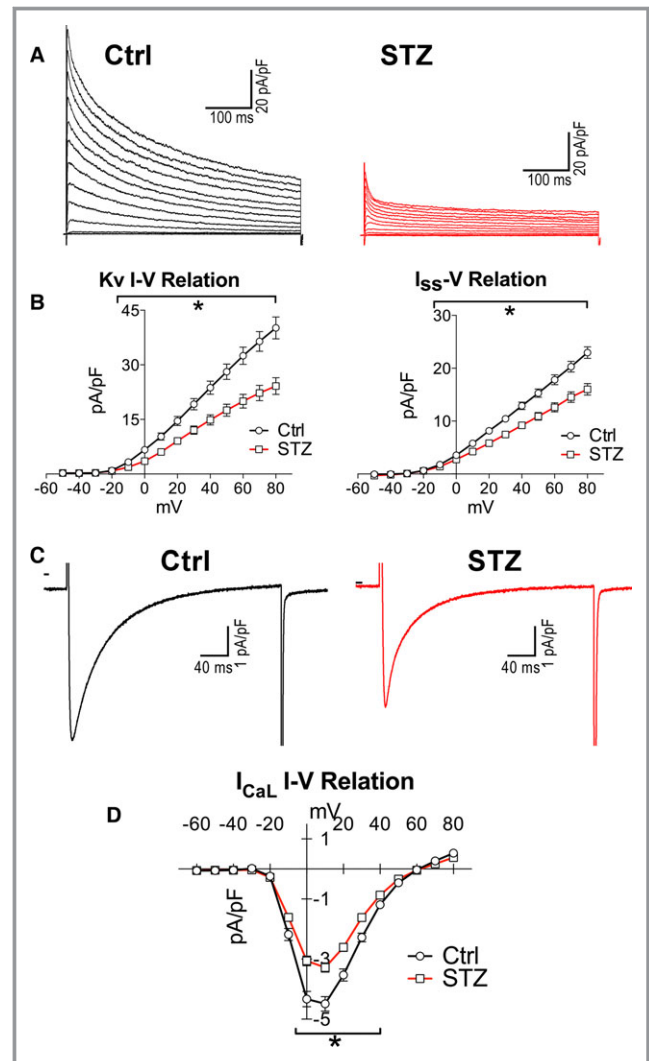 A
Ctrl
STZ
100 ms
20 pA/pF
100 ms
20 pA/pF
B
Kv I-V Relation
*
45
30
15
pA/pF
-60 -40 -20 0 20 40 60 80
mV
Ctrl
STZ
Iss-V Relation
*
30
20
10
pA/pF
-60 -40 -20 0 20 40 60 80
mV
Ctrl
STZ
C
Ctrl
STZ
40 ms
1 pA/pF
40 ms
1 pA/pF
D
ICaL I-V Relation
mV
-60 -40 -20 20 40 60 80
1
-1
-3
-5
pA/pF
Ctrl
STZ
*